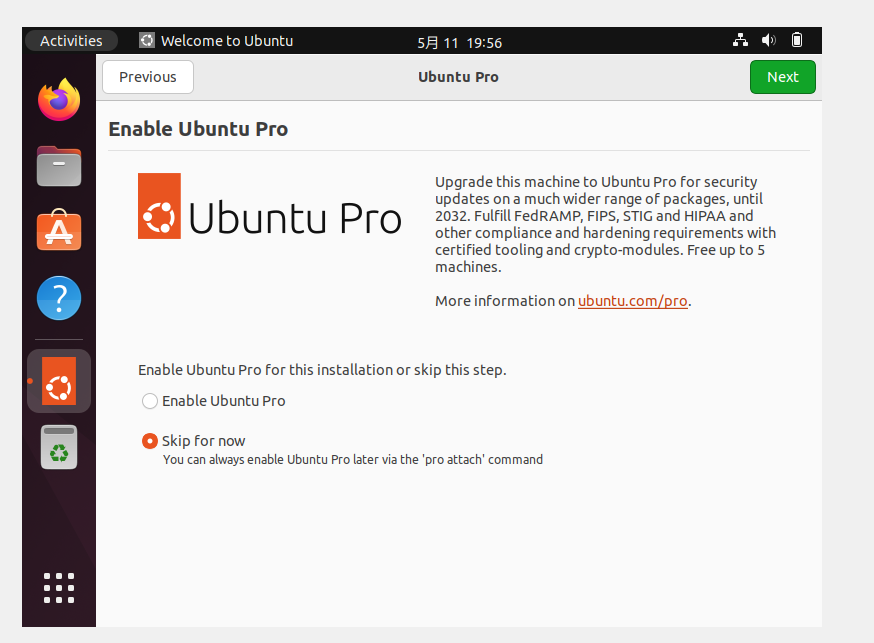 Activities
Welcome to Ubuntu
5月 11 19:56
Previous
Ubuntu Pro
Next
Enable Ubuntu Pro
Ubuntu Pro
Upgrade this machine to Ubuntu Pro for security
updates on a much wider range of packages, until
2032. Fulfill FedRAMP, FIPS, STIG and HIPAA and
other compliance and hardening requirements with
certified tooling and crypto-modules. Free up to 5
machines.
More information on ubuntu.com/pro.
Enable Ubuntu Pro for this installation or skip this step.
Enable Ubuntu Pro
Skip for now
You can always enable Ubuntu Pro later via the 'pro attach' command